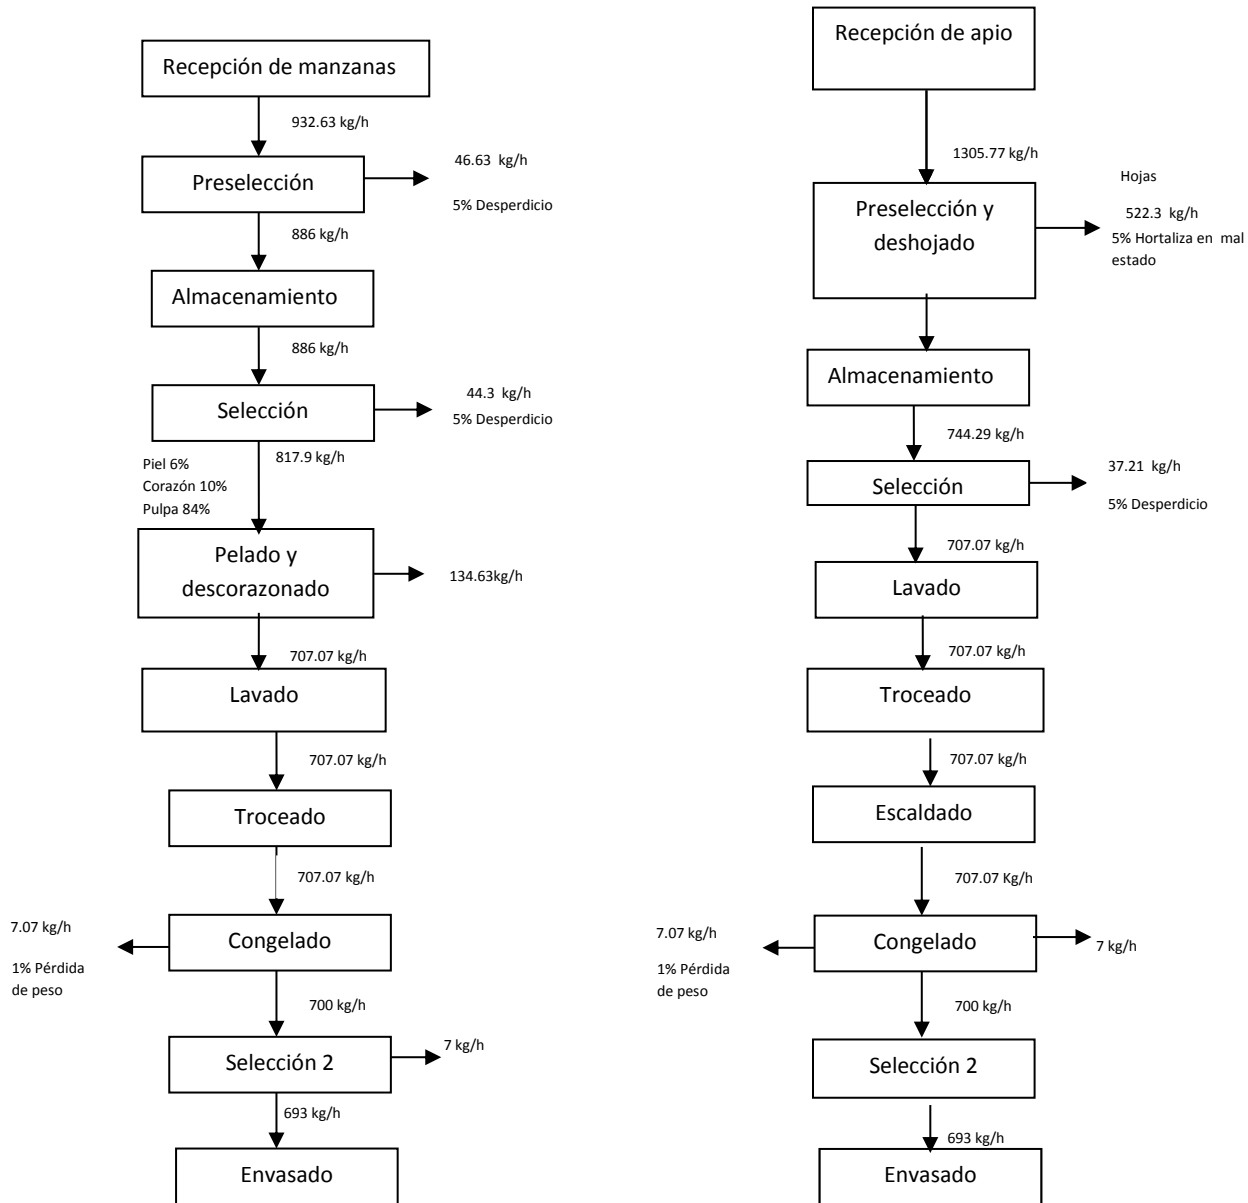 Recepción de manzanas
932.63 kg/h
Preselección
46.63 kg/h
5% Desperdicio
886 kg/h
Almacenamiento
886 kg/h
Selección
44.3 kg/h
5% Desperdicio
817.9 kg/h
Piel 6%
Corazón 10%
Pulpa 84%
Pelado y
descorazonado
134.63kg/h
707.07 kg/h
Lavado
707.07 kg/h
Troceado
707.07 kg/h
7.07 kg/h
1% Pérdida
de peso
Congelado
700 kg/h
Selección 2
7 kg/h
693 kg/h
Envasado
Recepción de apio
1305.77 kg/h
Preselección y
deshojado
Hojas
522.3 kg/h
5% Hortaliza en mal
estado
Almacenamiento
744.29 kg/h
Selección
37.21 kg/h
5% Desperdicio
707.07 kg/h
Lavado
707.07 kg/h
Troceado
707.07 kg/h
Escaldado
707.07 Kg/h
7.07 kg/h
1% Pérdida
de peso
Congelado
7 kg/h
700 kg/h
Selección 2
693 kg/h
Envasado